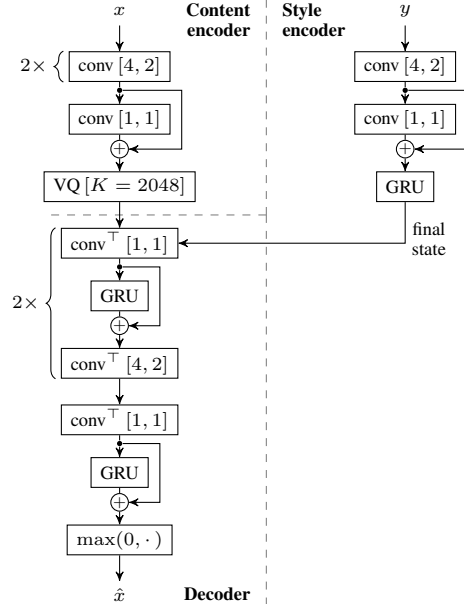 x
Content encoder
Style encoder
y
2× { conv [4, 2]
conv [1, 1]
+
VQ [K = 2048]
conv [4, 2]
conv [1, 1]
+
GRU
final state
2× { conv⊤ [1, 1]
GRU
+
conv⊤ [4, 2]
conv⊤ [1, 1]
GRU
+
max(0, · )
x̂
Decoder